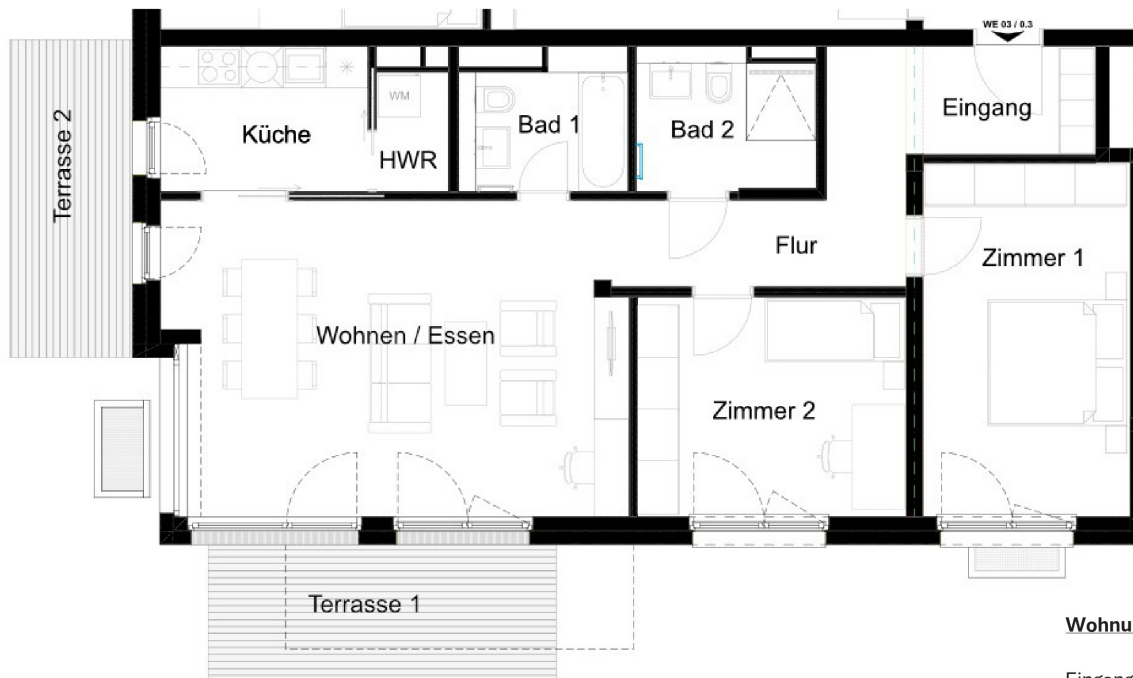 WE 03 / 0.3
Terrasse 2
Küche
WM
HWR
Bad 1
Bad 2
Eingang
Flur
Zimmer 1
Wohnen / Essen
Zimmer 2
Terrasse 1
Wohnu
Eingang